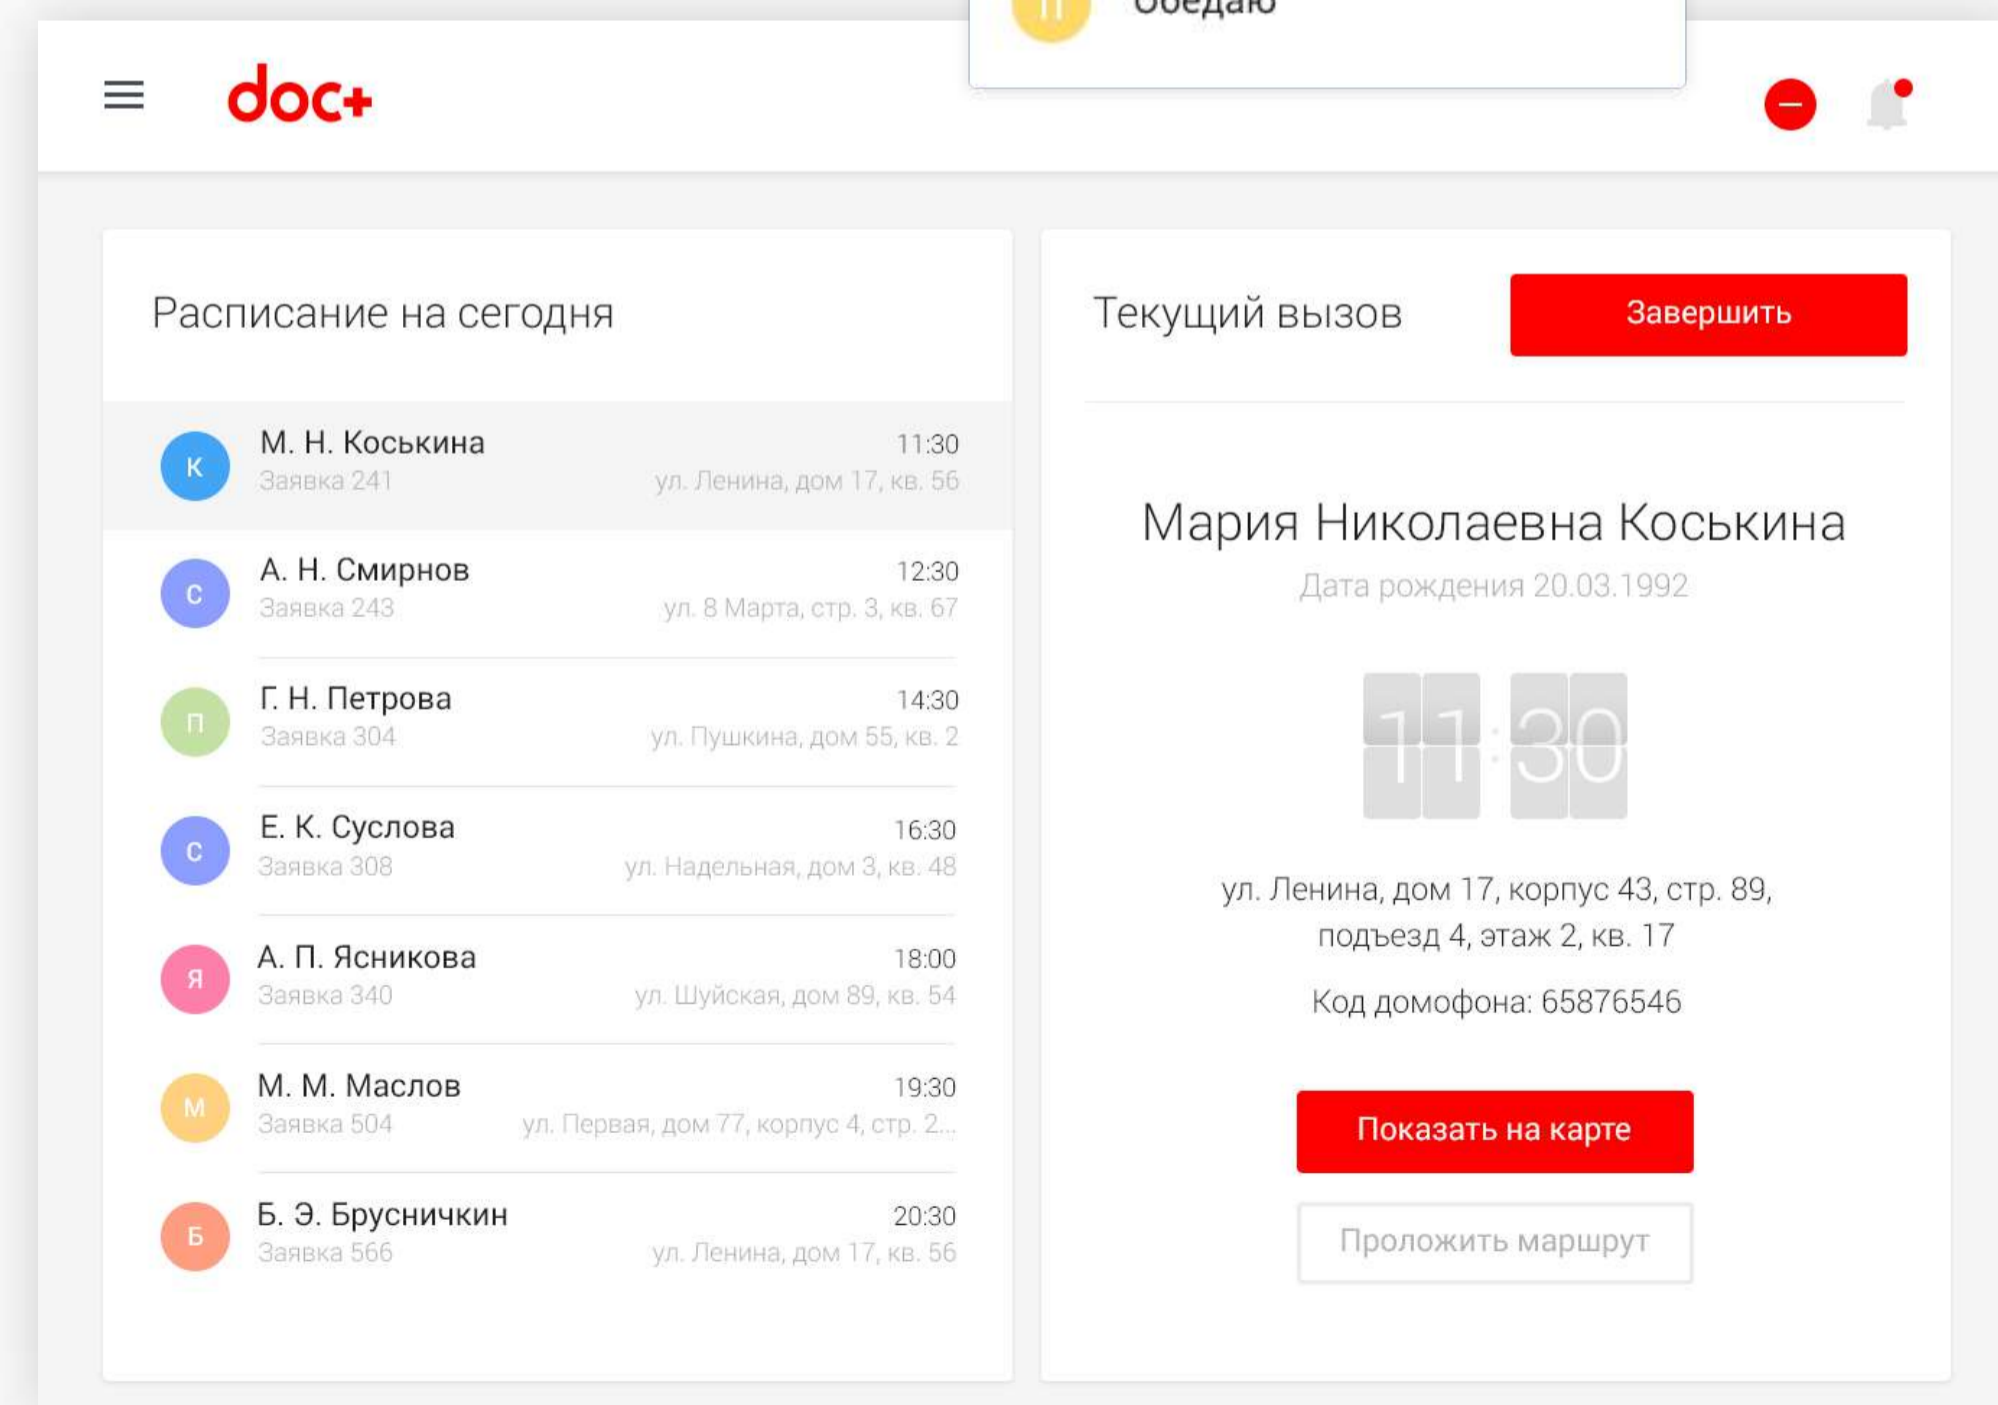 Обедаю
doc+
Расписание на сегодня
К
М. Н. Коськина
11:30
Заявка 241
ул. Ленина, дом 17, кв. 56
С
А. Н. Смирнов
12:30
Заявка 243
ул. 8 Марта, стр. 3, кв. 67
П
Г. Н. Петрова
14:30
Заявка 304
ул. Пушкина, дом 55, кв. 2
С
Е. К. Суслова
16:30
Заявка 308
ул. Надельная, дом 3, кв. 48
Я
А. П. Ясникова
18:00
Заявка 340
ул. Шуйская, дом 89, кв. 54
М
М. М. Маслов
19:30
Заявка 504
ул. Первая, дом 77, корпус 4, стр. 2...
Б
Б. Э. Брусничкин
20:30
Заявка 566
ул. Ленина, дом 17, кв. 56
Текущий вызов
Завершить
Мария Николаевна Коськина
Дата рождения 20.03.1992
11:30
ул. Ленина, дом 17, корпус 43, стр. 89,
подъезд 4, этаж 2, кв. 17
Код домофона: 65876546
Показать на карте
Проложить маршрут